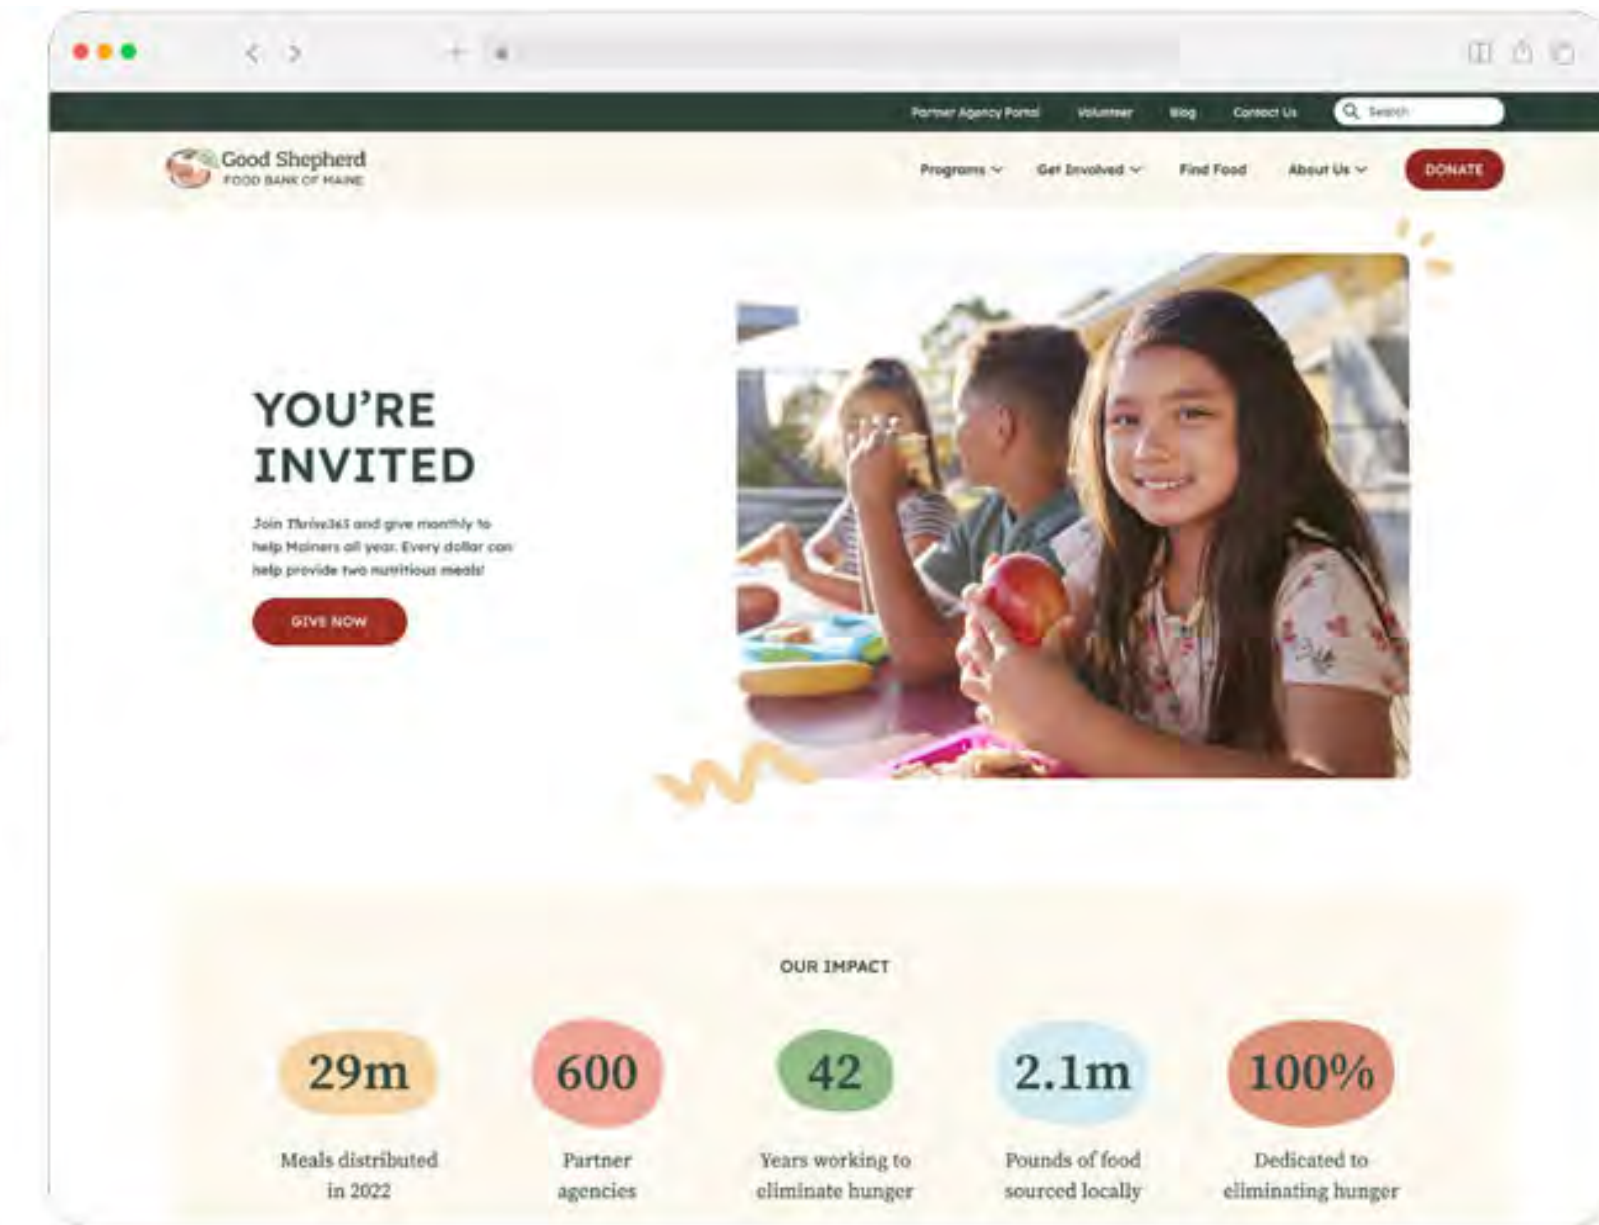 Partner Agency Portal
Volunteer
Blog
Contact Us
Search
Good Shepherd
FOOD BANK OF MAINE
Programs
Get Involved
Find Food
About Us
DONATE
YOU’RE
INVITED
Join Thrive365 and give monthly to
help Mainers all year. Every dollar can
help provide two nutritious meals!
GIVE NOW
OUR IMPACT
29m
Meals distributed
in 2022
600
Partner
agencies
42
Years working to
eliminate hunger
2.1m
Pounds of food
sourced locally
100%
Dedicated to
eliminating hunger